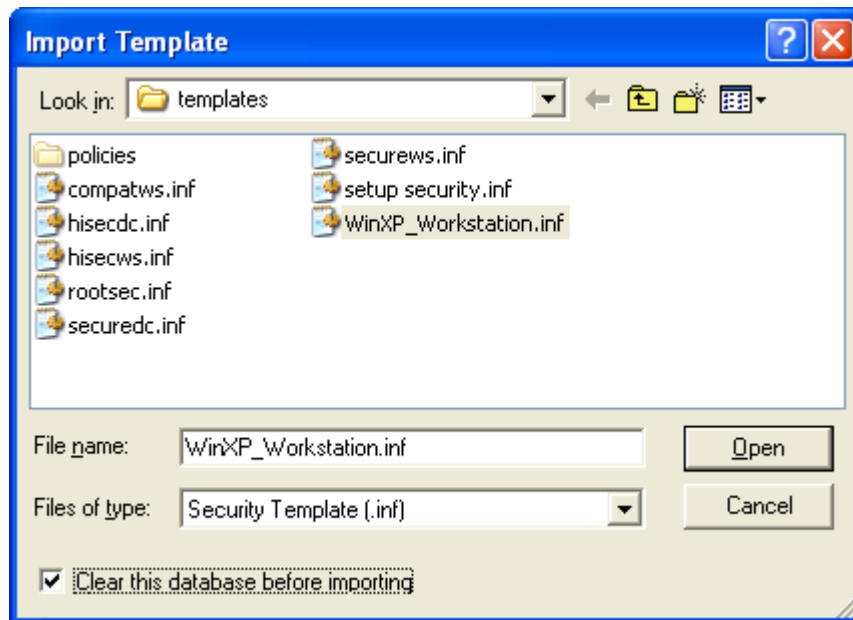 Import Template
Look in: templates
policies
compatws.inf
hisecdc.inf
hisecws.inf
rootsec.inf
securedc.inf
securews.inf
setup security.inf
WinXP_Workstation.inf
File name: WinXP_Workstation.inf
Open
Files of type: Security Template (.inf)
Cancel
Clear this database before importing